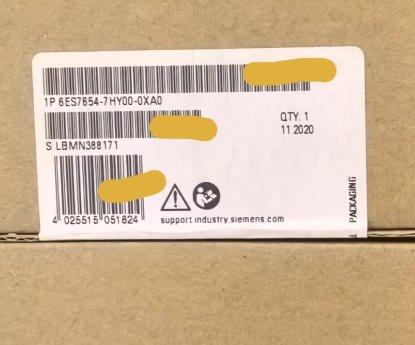 1P 6ES7654-7HY00-0XA0
QTY. 1
11 2020
S LBMN388171
4 025515 051824
support industry.siemens.com
PACKAGING